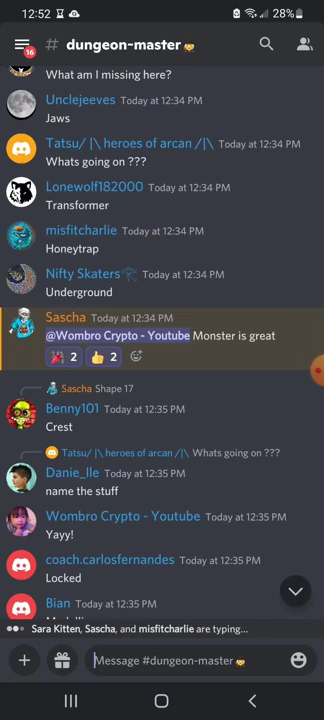 12:52
28%
16
# dungeon-master
What am I missing here?
Unclejeeves Today at 12:34 PM
Jaws
Tatsu/ |\ heroes of arcan /|\ Today at 12:34 PM
Whats going on ???
Lonewolf182000 Today at 12:34 PM
Transformer
misfitcharlie Today at 12:34 PM
Honeytrap
Nifty Skaters Today at 12:34 PM
Underground
Sascha Today at 12:34 PM
@Wombro Crypto - Youtube Monster is great
2 2
Sascha Shape 17
Benny101 Today at 12:35 PM
Crest
Tatsu/ |\ heroes of arcan /|\ Whats going on ???
Danie_lle Today at 12:35 PM
name the stuff
Wombro Crypto - Youtube Today at 12:35 PM
Yayy!
coach.carlosfernandes Today at 12:35 PM
Locked
Bian Today at 12:35 PM
Sara Kitten, Sascha, and misfitcharlie are typing...
Message #dungeon-master